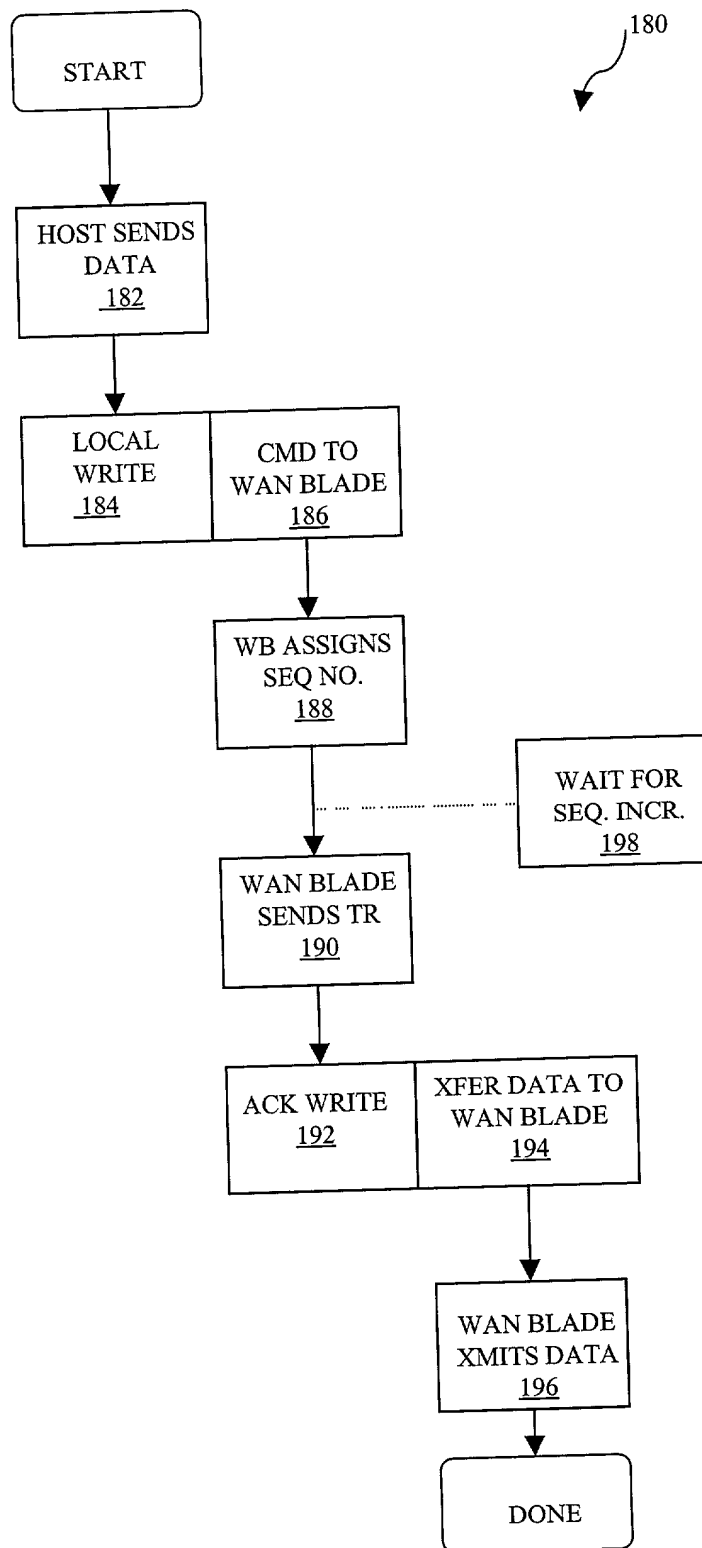 180
START
HOST SENDS
DATA
182
LOCAL
WRITE
184
CMD TO
WAN BLADE
186
WB ASSIGNS
SEQ NO.
188
WAIT FOR
SEQ. INCR.
198
WAN BLADE
SENDS TR
190
ACK WRITE
192
XFER DATA TO
WAN BLADE
194
WAN BLADE
XMITS DATA
196
DONE